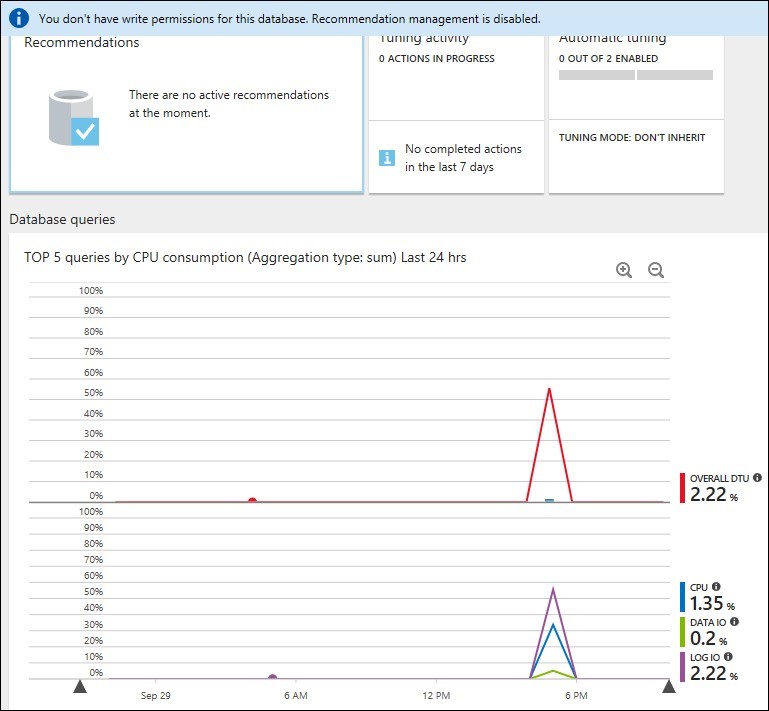 You don't have write permissions for this database. Recommendation management is disabled.
Recommendations
There are no active recommendations
at the moment.
Tuning activity
0 ACTIONS IN PROGRESS
No completed actions
in the last 7 days
Automatic tuning
0 OUT OF 2 ENABLED
TUNING MODE: DON'T INHERIT
Database queries
TOP 5 queries by CPU consumption (Aggregation type: sum) Last 24 hrs
100%
90%
80%
70%
60%
50%
40%
30%
20%
10%
0%
OVERALL DTU
2.22 %
100%
90%
80%
70%
60%
50%
40%
30%
20%
10%
0%
CPU
1.35 %
DATA IO
0.2 %
LOG IO
2.22 %
Sep 29
6 AM
12 PM
6 PM